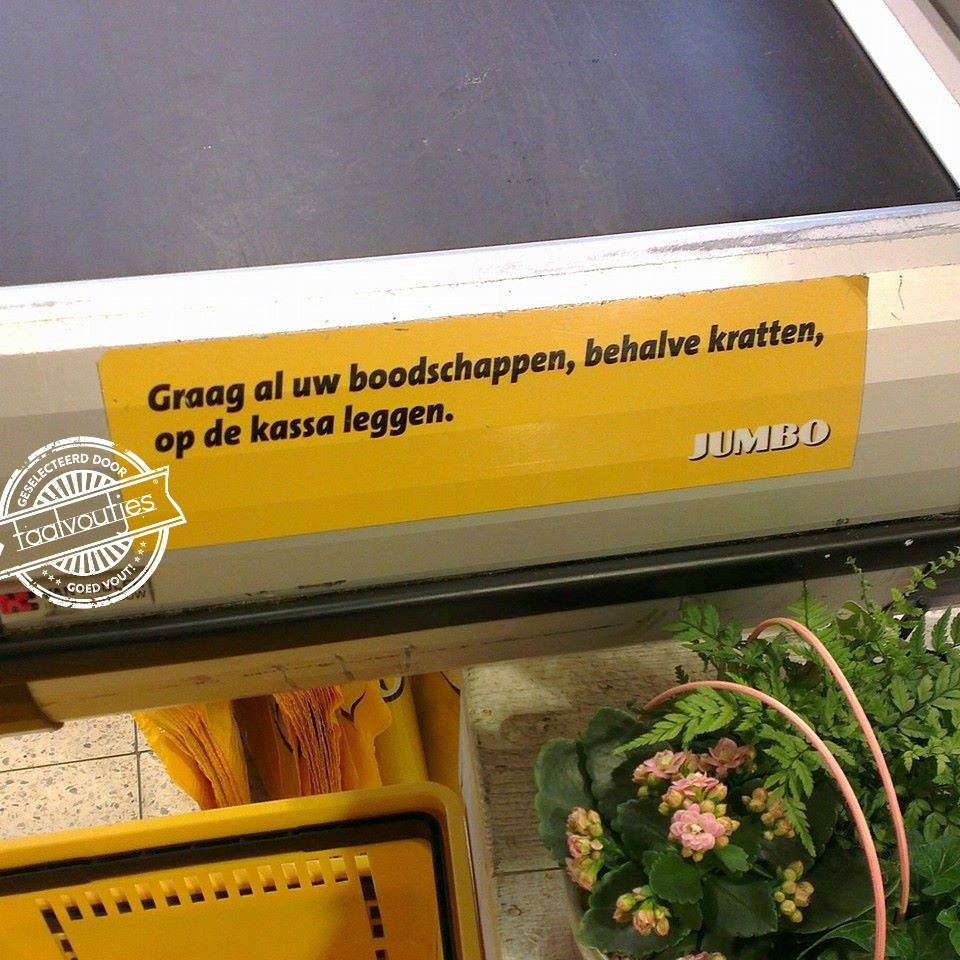 Graag al uw boodschappen, behalve kratten,
op de kassa leggen.
JUMBO
GESELECTEERD DOOR
taalvoutjes
GOED VOUT!